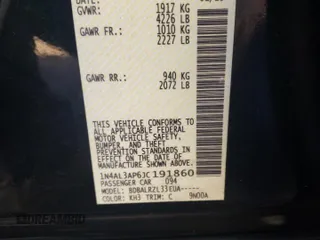 GVWR: 1917 KG
4226 LB
GAWR FR.: 1010 KG
2227 LB
GAWR RR.: 940 KG
2072 LB
THIS VEHICLE CONFORMS TO ALL
APPLICABLE FEDERAL
MOTOR VEHICLE SAFETY,
BUMPER, AND THEFT
PREVENTION STANDARDS
IN EFFECT ON THE DATE OF
MANUFACTURE SHOWN ABOVE.
1N4AL3AP6JC191860
PASSENGER CAR 094
MODEL: BDBALRZL33EUA-----
COLOR: KH3 TRIM: C